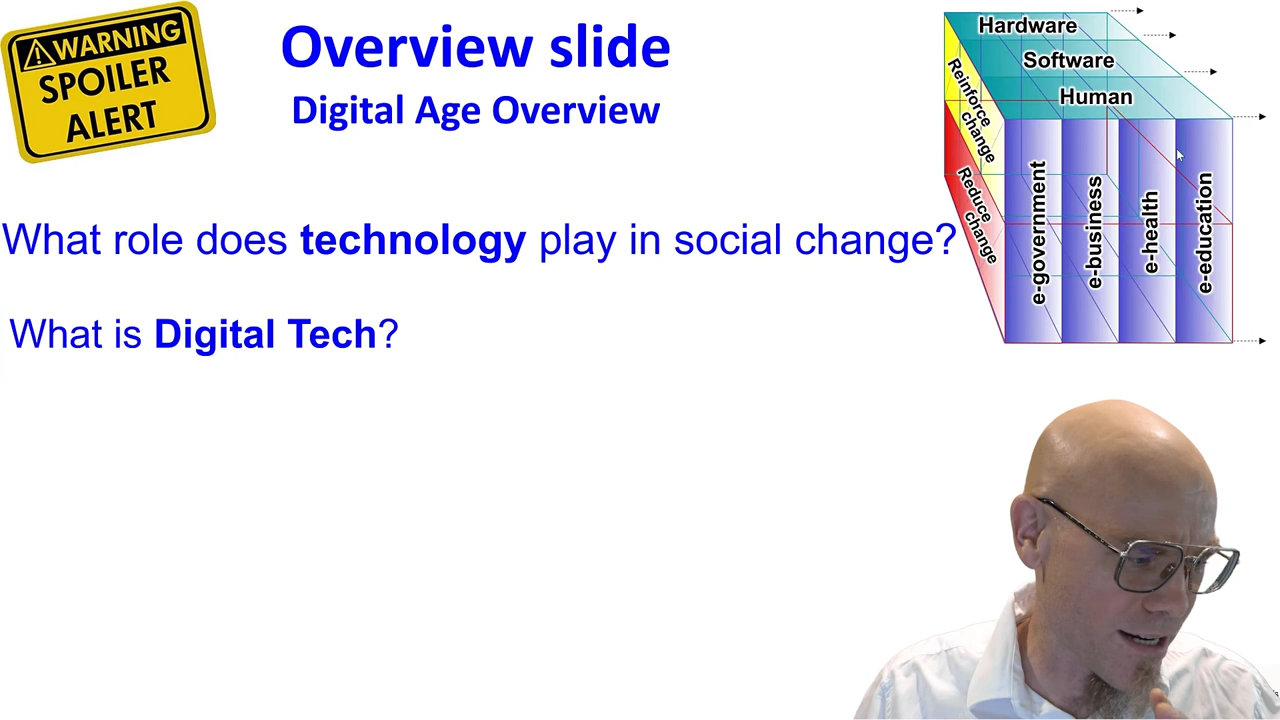 WARNING
SPOILER
ALERT
Overview slide
Digital Age Overview
What role does technology play in social change?
What is Digital Tech?
Hardware
Software
Human
Reinforce
change
Reduce
change
e-government
e-business
e-health
e-education